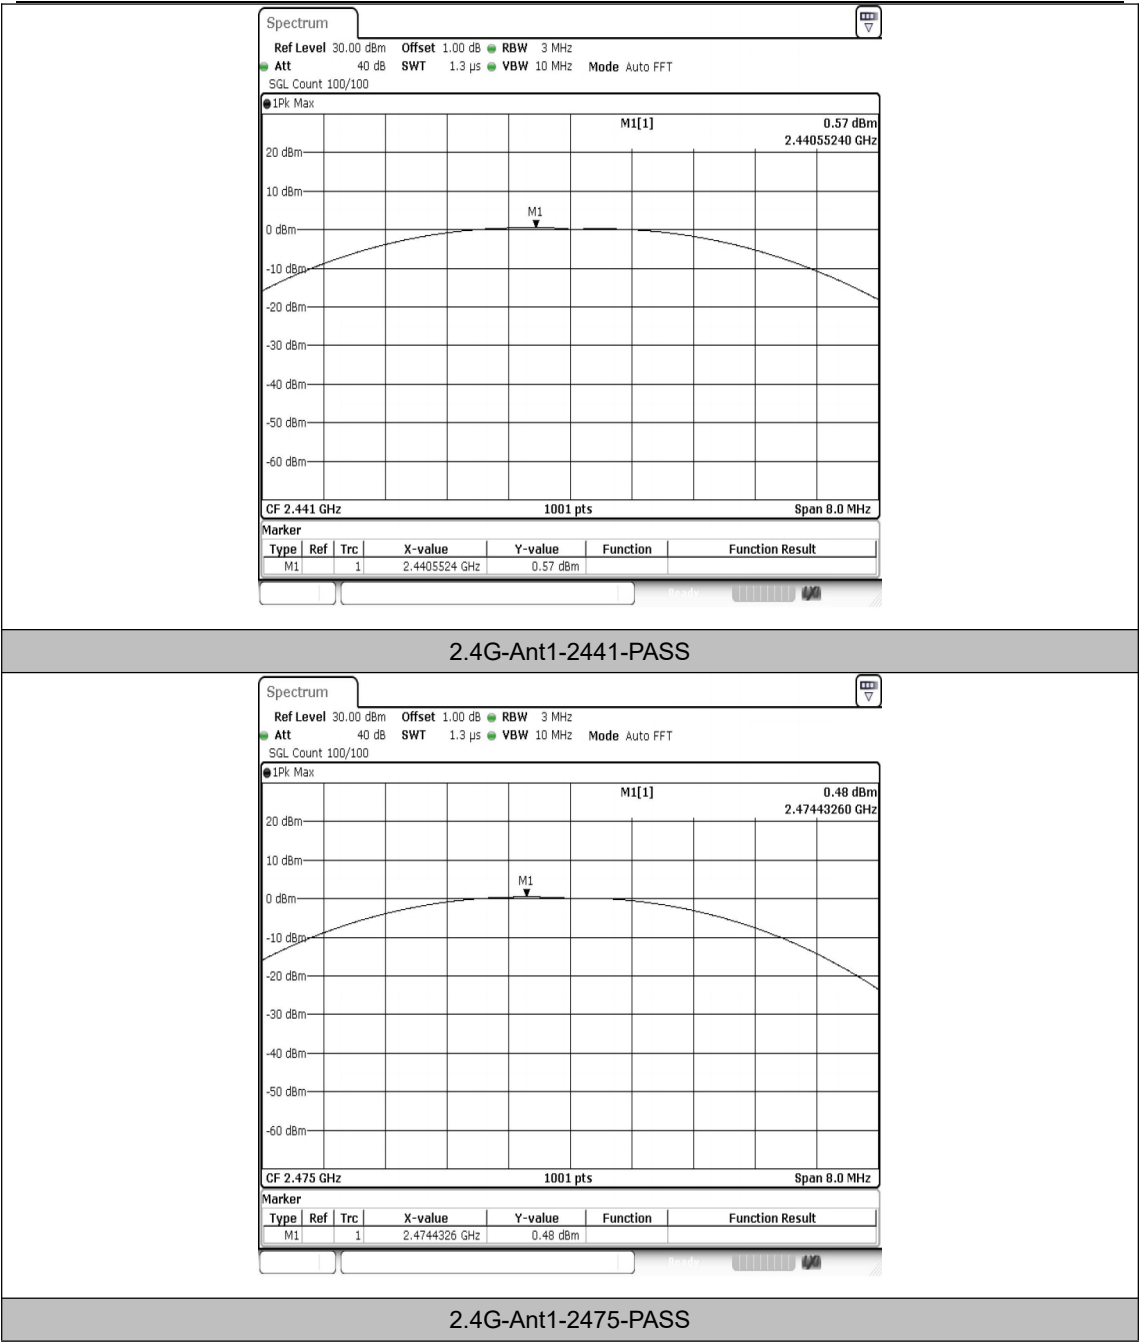 Spectrum
Ref Level 30.00 dBm Offset 1.00 dB RBW 3 MHz
Att 40 dB SWT 1.3 µs VBW 10 MHz Mode Auto FFT
SGL Count 100/100
1Pk Max
M1[1] 0.57 dBm
2.44055240 GHz
20 dBm
10 dBm
M1
0 dBm
-10 dBm
-20 dBm
-30 dBm
-40 dBm
-50 dBm
-60 dBm
CF 2.441 GHz 1001 pts Span 8.0 MHz
Marker
Type Ref Trc X-value Y-value Function Function Result
M1 1 2.4405524 GHz 0.57 dBm
Ready
2.4G-Ant1-2441-PASS
Spectrum
Ref Level 30.00 dBm Offset 1.00 dB RBW 3 MHz
Att 40 dB SWT 1.3 µs VBW 10 MHz Mode Auto FFT
SGL Count 100/100
1Pk Max
M1[1] 0.48 dBm
2.47443260 GHz
20 dBm
10 dBm
M1
0 dBm
-10 dBm
-20 dBm
-30 dBm
-40 dBm
-50 dBm
-60 dBm
CF 2.475 GHz 1001 pts Span 8.0 MHz
Marker
Type Ref Trc X-value Y-value Function Function Result
M1 1 2.4744326 GHz 0.48 dBm
Ready
2.4G-Ant1-2475-PASS